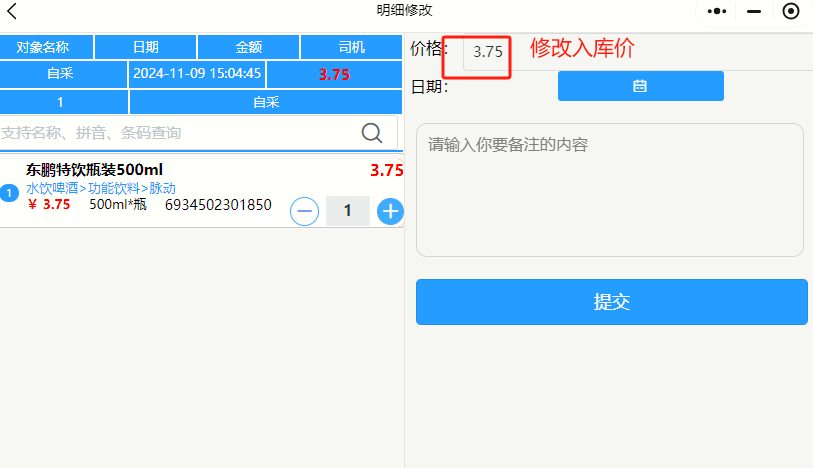 明细修改
对象名称 日期 金额 司机
自采 2024-11-09 15:04:45 3.75
1 自采
支持名称、拼音、条码查询
东鹏特饮瓶装500ml 3.75
1 水饮啤酒>功能饮料>脉动
¥ 3.75 500ml*瓶 6934502301850 1
价格: 3.75 修改入库价
日期:
请输入你要备注的内容
提交